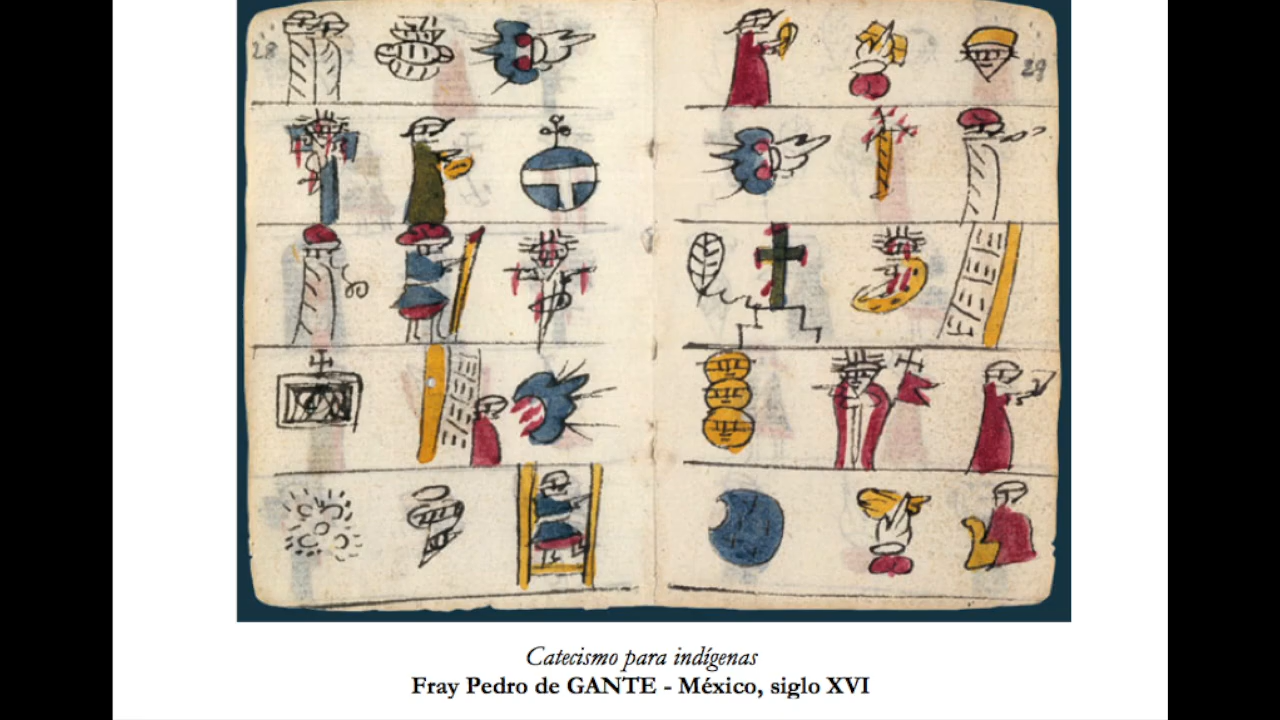 28
29
Catecismo para indígenas
Fray Pedro de GANTE - México, siglo XVI